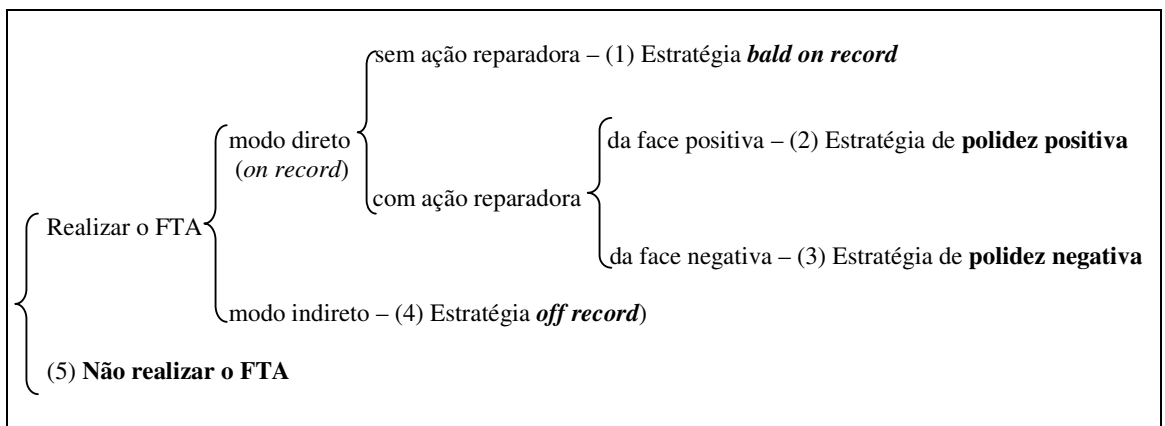 sem ação reparadora – (1) Estratégia bald on record
modo direto
(on record)
da face positiva – (2) Estratégia de polidez positiva
com ação reparadora
Realizar o FTA
da face negativa – (3) Estratégia de polidez negativa
modo indireto – (4) Estratégia off record)
(5) Não realizar o FTA